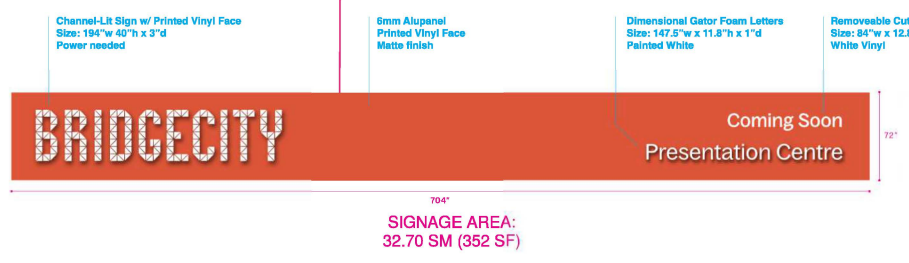 Channel-Lit Sign w/ Printed Vinyl Face
Size: 194"w 40"h x 3"d
Power needed
6mm Alupanel
Printed Vinyl Face
Matte finish
Dimensional Gator Foam Letters
Size: 147.5"w x 11.8"h x 1"d
Painted White
Removeable
Size: 84"w x
White Vinyl
BRIDGECITY
Coming Soon
Presentation Centre
72"
704"
SIGNAGE AREA:
32.70 SM (352 SF)